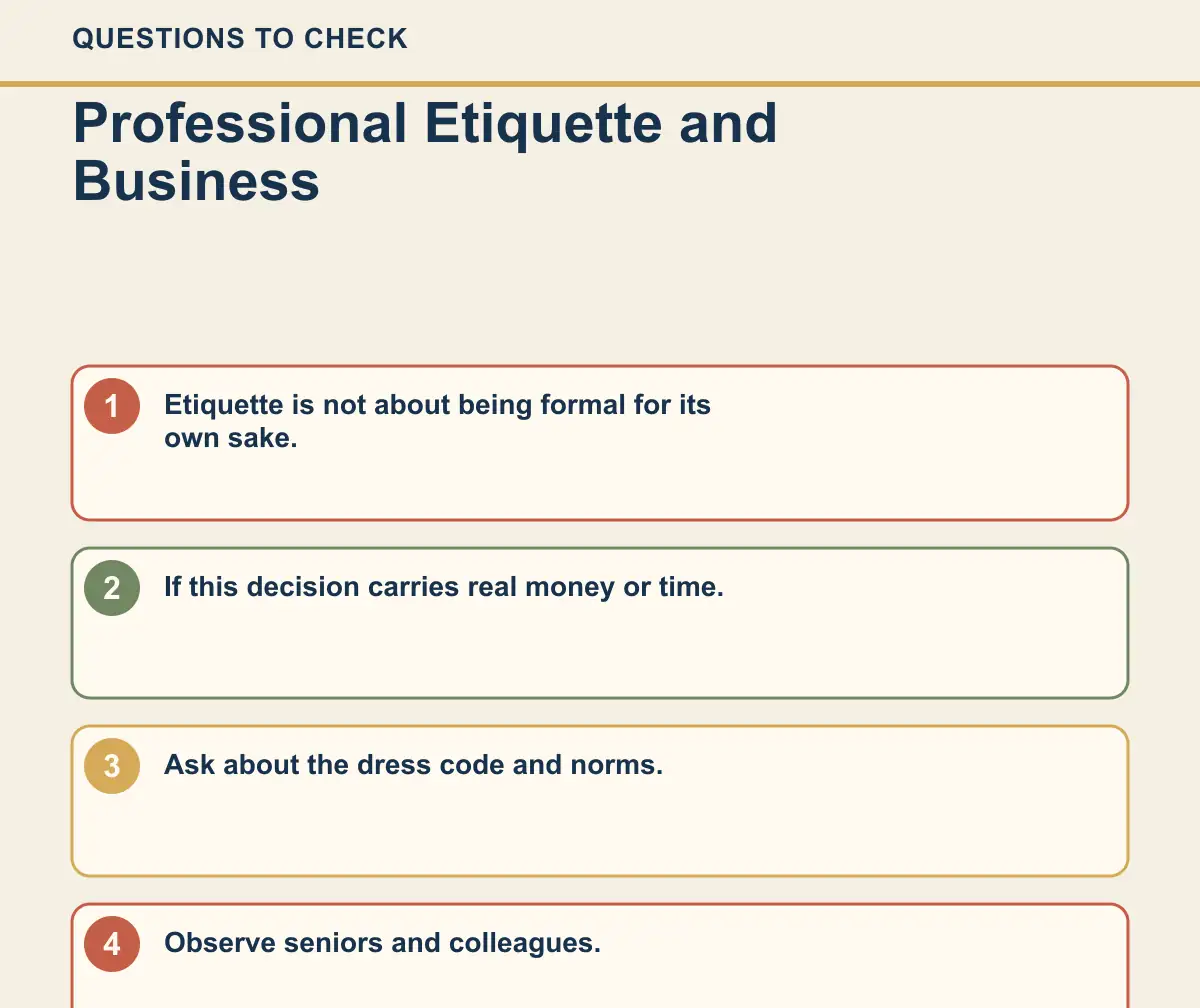 QUESTIONS TO CHECK
Professional Etiquette and
Business
1
Etiquette is not about being formal for its
own sake.
2
If this decision carries real money or time.
3
Ask about the dress code and norms.
4
Observe seniors and colleagues.